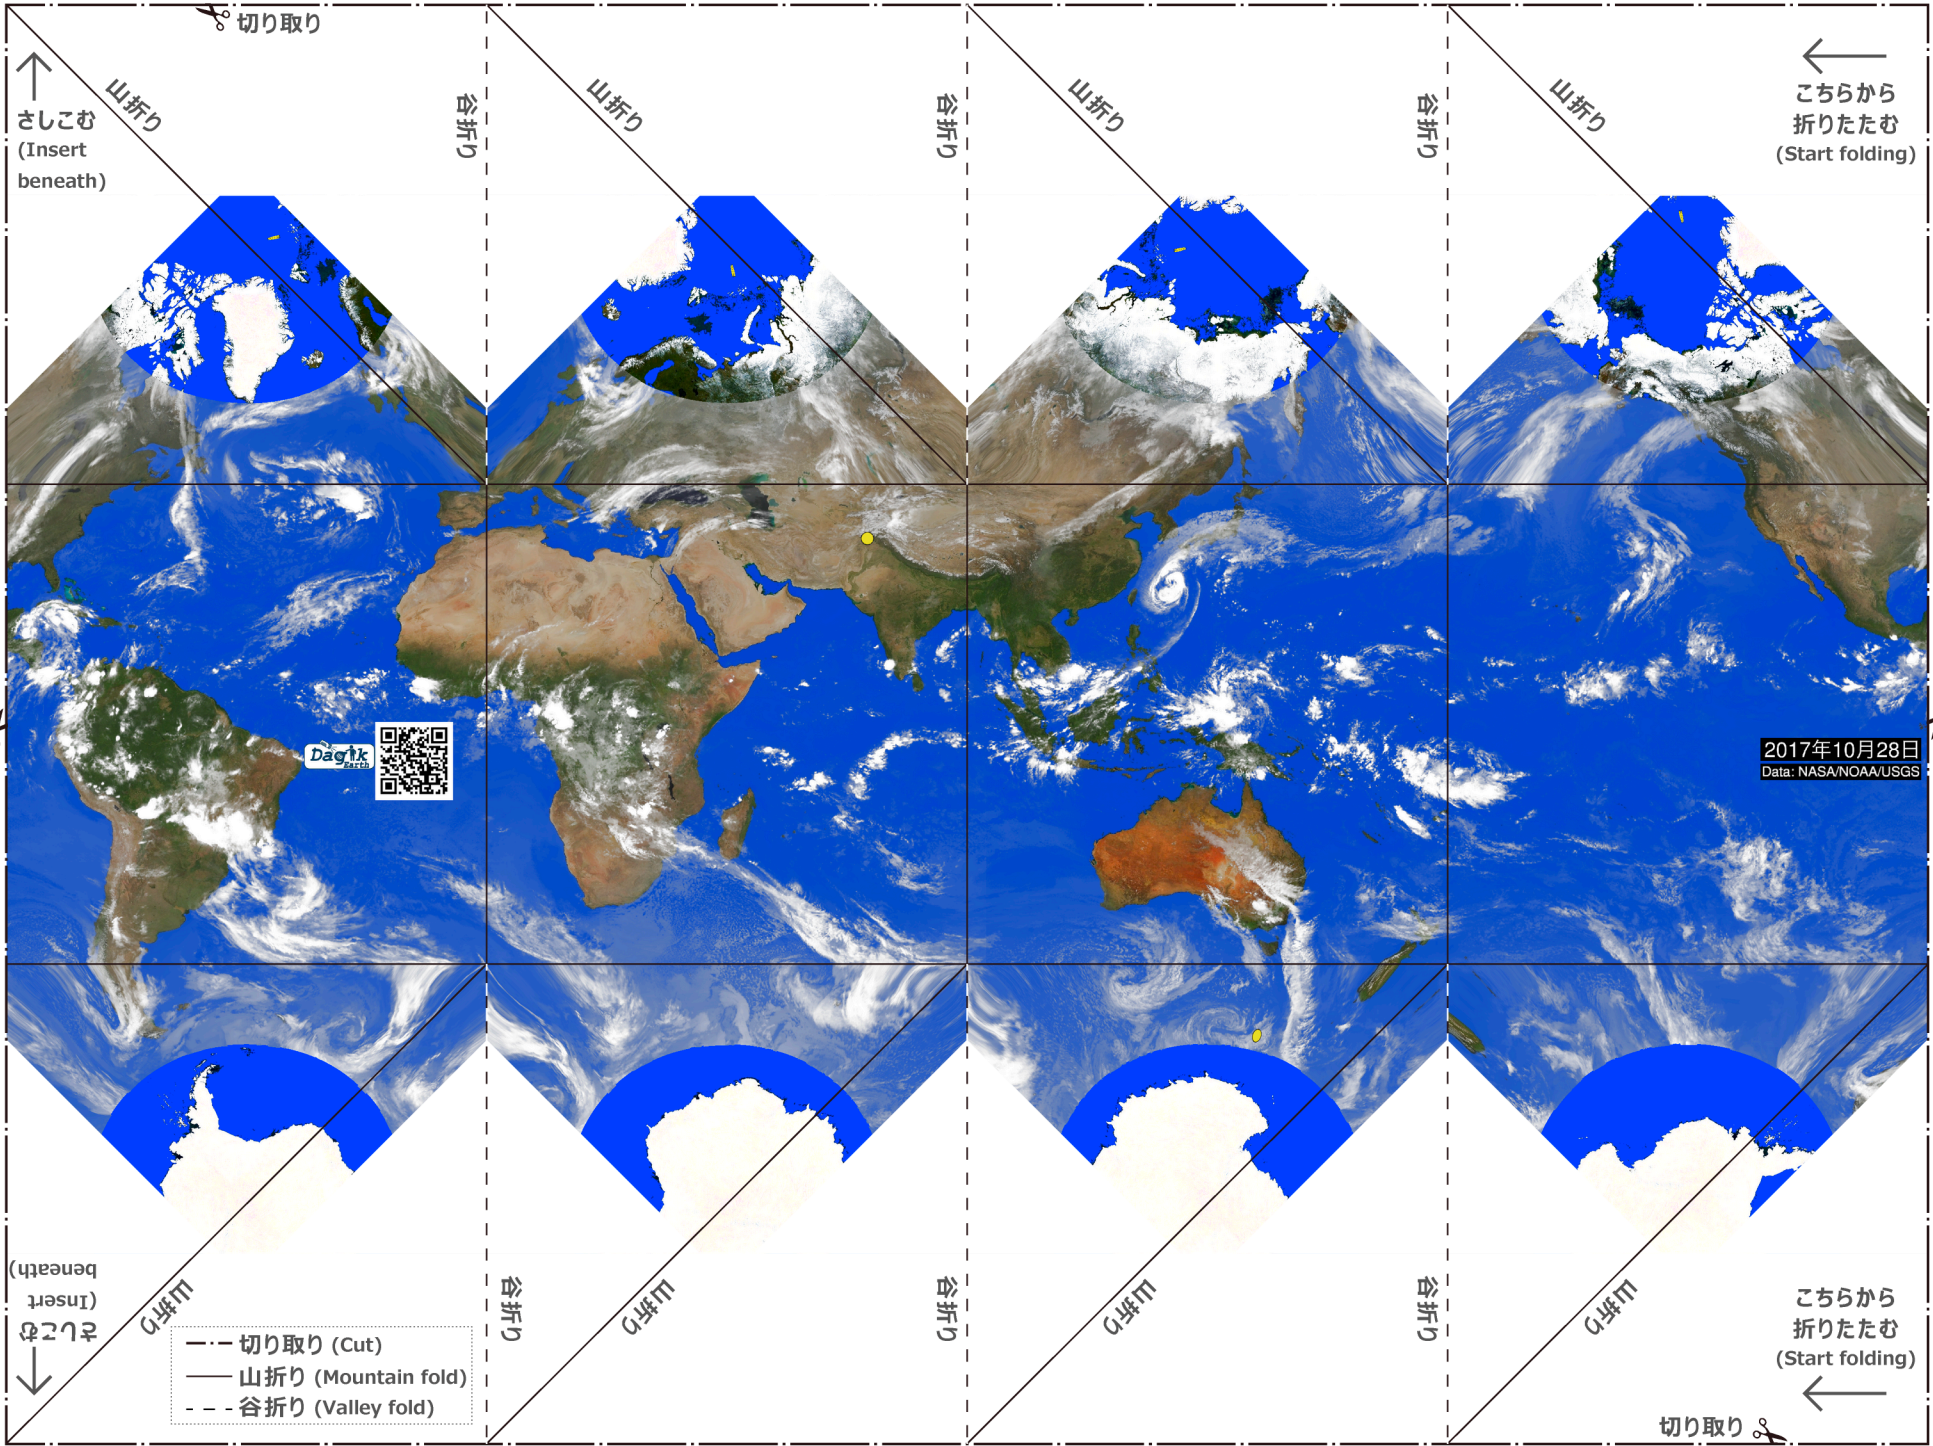 切り取り
山折り
谷折り
山折り
谷折り
山折り
谷折り
山折り
さしこむ
(Insert
beneath)
こちらから
折りたたむ
(Start folding)
Dagik
Earth
2017年10月28日
Data: NASA/NOAA/USGS
さしこむ
(Insert
beneath)
山折り
谷折り
山折り
谷折り
山折り
谷折り
山折り
切り取り (Cut)
山折り (Mountain fold)
谷折り (Valley fold)
こちらから
折りたたむ
(Start folding)
切り取り